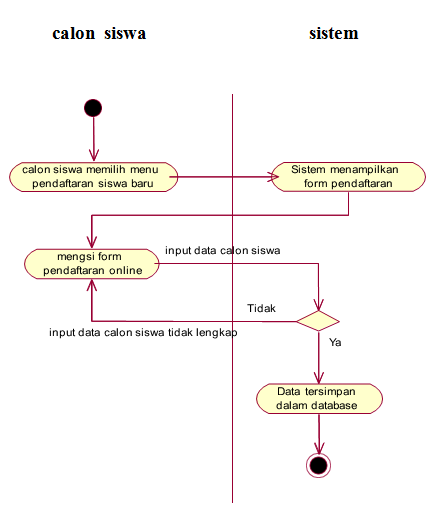 calon siswa
sistem
calon siswa memilih menu
pendaftaran siswa baru
Sistem menampilkan
form pendaftaran
mengsi form
pendaftaran online
input data calon siswa
Tidak
input data calon siswa tidak lengkap
Ya
Data tersimpan
dalam database